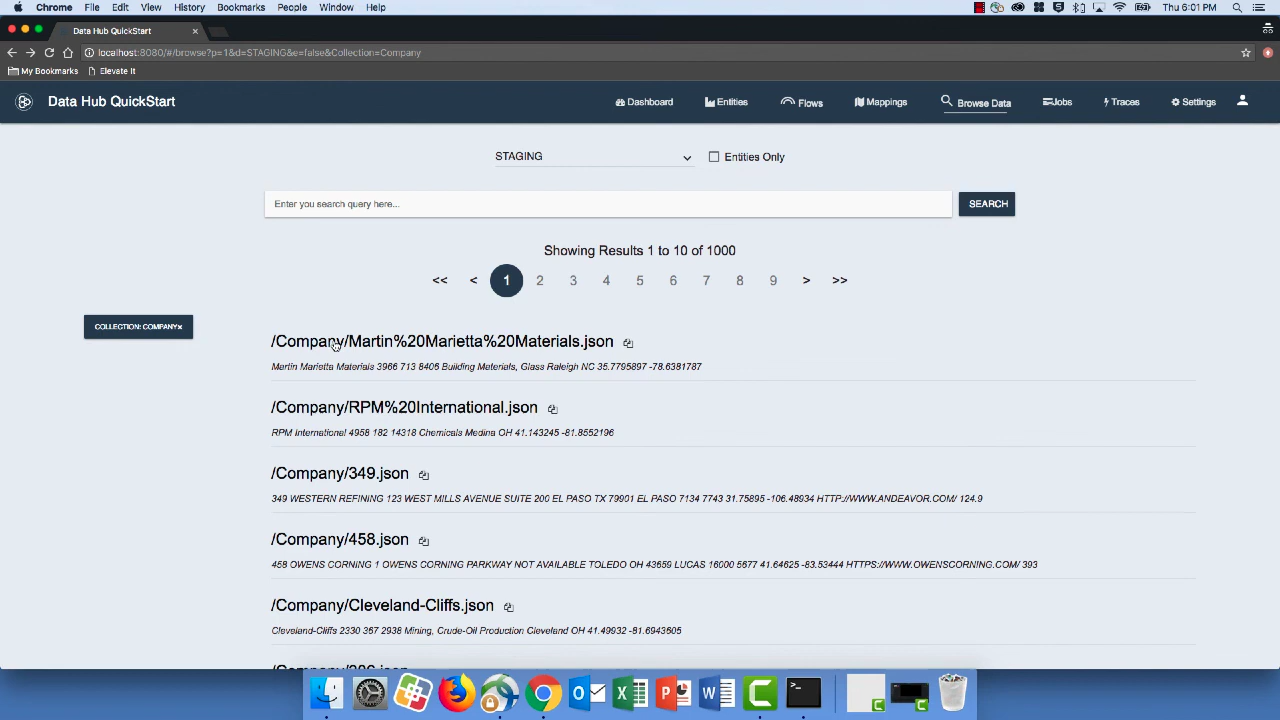 Chrome File Edit View History Bookmarks People Window Help Thu 6:01 PM
Data Hub QuickStart ×
localhost:8080/#/browse?p=1&d=STAGING&e=false&Collection=Company
My Bookmarks Elevate It
Data Hub QuickStart Dashboard Entities Flows Mappings Browse Data Jobs Traces Settings
STAGING Entities Only
Enter you search query here... SEARCH
Showing Results 1 to 10 of 1000
<< < 1 2 3 4 5 6 7 8 9 > >>
COLLECTION: COMPANY×
/Company/Martin%20Marietta%20Materials.json
Martin Marietta Materials 3966 713 8406 Building Materials, Glass Raleigh NC 35.7795897 -78.6381787
/Company/RPM%20International.json
RPM International 4958 182 14318 Chemicals Medina OH 41.143245 -81.8552196
/Company/349.json
349 WESTERN REFINING 123 WEST MILLS AVENUE SUITE 200 EL PASO TX 79901 EL PASO 7134 7743 31.75895 -106.48934 HTTP://WWW.ANDEAVOR.COM/ 124.9
/Company/458.json
458 OWENS CORNING 1 OWENS CORNING PARKWAY NOT AVAILABLE TOLEDO OH 43659 LUCAS 16000 5677 41.64625 -83.53444 HTTPS://WWW.OWENSCORNING.COM/ 393
/Company/Cleveland-Cliffs.json
Cleveland-Cliffs 2330 367 2938 Mining, Crude-Oil Production Cleveland OH 41.49932 -81.6943605